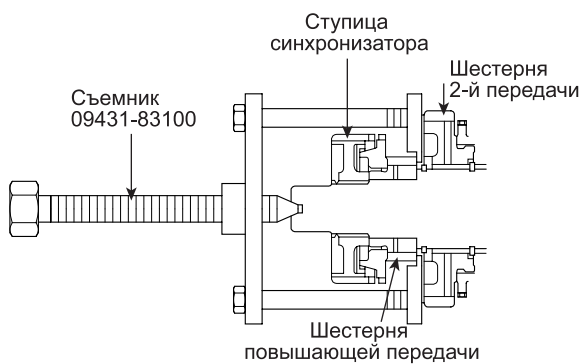 Ступица
синхронизатора
Шестерня
2-й передачи
Съемник
09431-83100
Шестерня
повышающей передачи